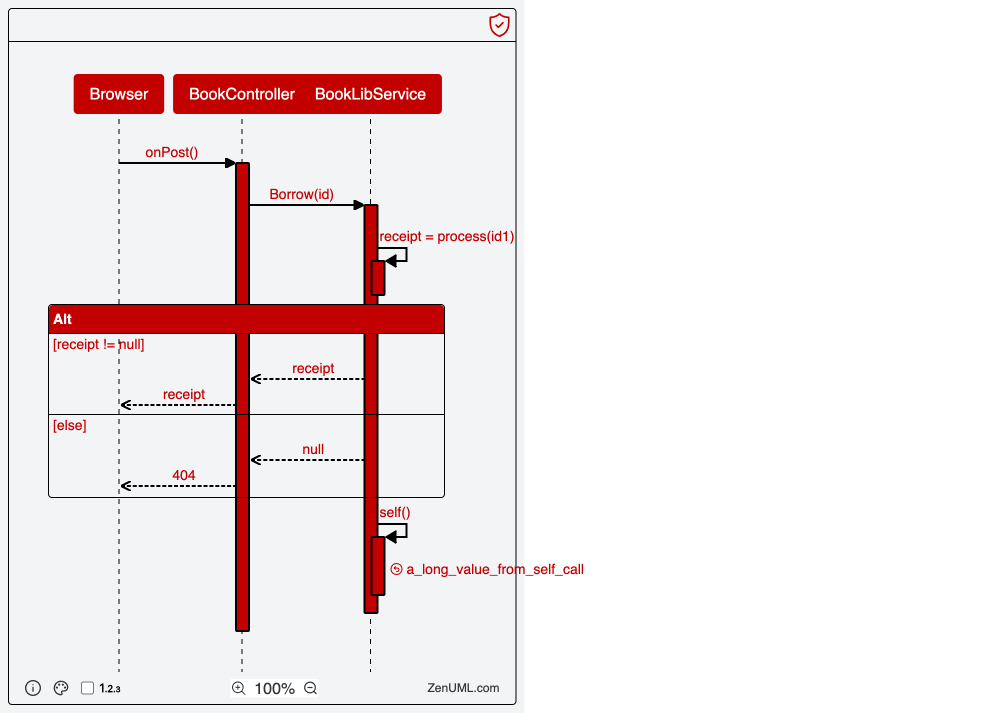 Browser
BookController
BookLibService
onPost()
Borrow(id)
receipt = process(id1)
Alt
[receipt != null]
receipt
receipt
[else]
null
404
self()
a_long_value_from_self_call
1.2.3
100%
ZenUML.com